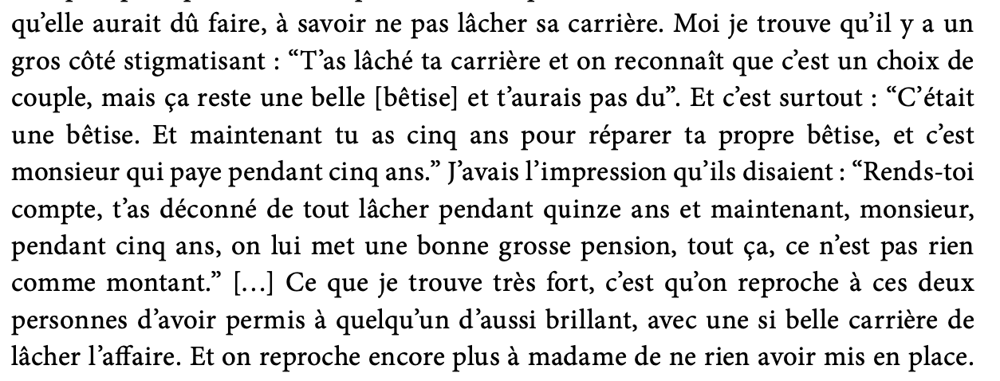 qu’elle aurait dû faire, à savoir ne pas lâcher sa carrière. Moi je trouve qu’il y a un
gros côté stigmatisant : “T’as lâché ta carrière et on reconnaît que c’est un choix de
couple, mais ça reste une belle [bêtise] et t’aurais pas du”. Et c’est surtout : “C’était
une bêtise. Et maintenant tu as cinq ans pour réparer ta propre bêtise, et c’est
monsieur qui paye pendant cinq ans.” J’avais l’impression qu’ils disaient : “Rends-toi
compte, t’as déconné de tout lâcher pendant quinze ans et maintenant, monsieur,
pendant cinq ans, on lui met une bonne grosse pension, tout ça, ce n’est pas rien
comme montant.” […] Ce que je trouve très fort, c’est qu’on reproche à ces deux
personnes d’avoir permis à quelqu’un d’aussi brillant, avec une si belle carrière de
lâcher l’affaire. Et on reproche encore plus à madame de ne rien avoir mis en place.